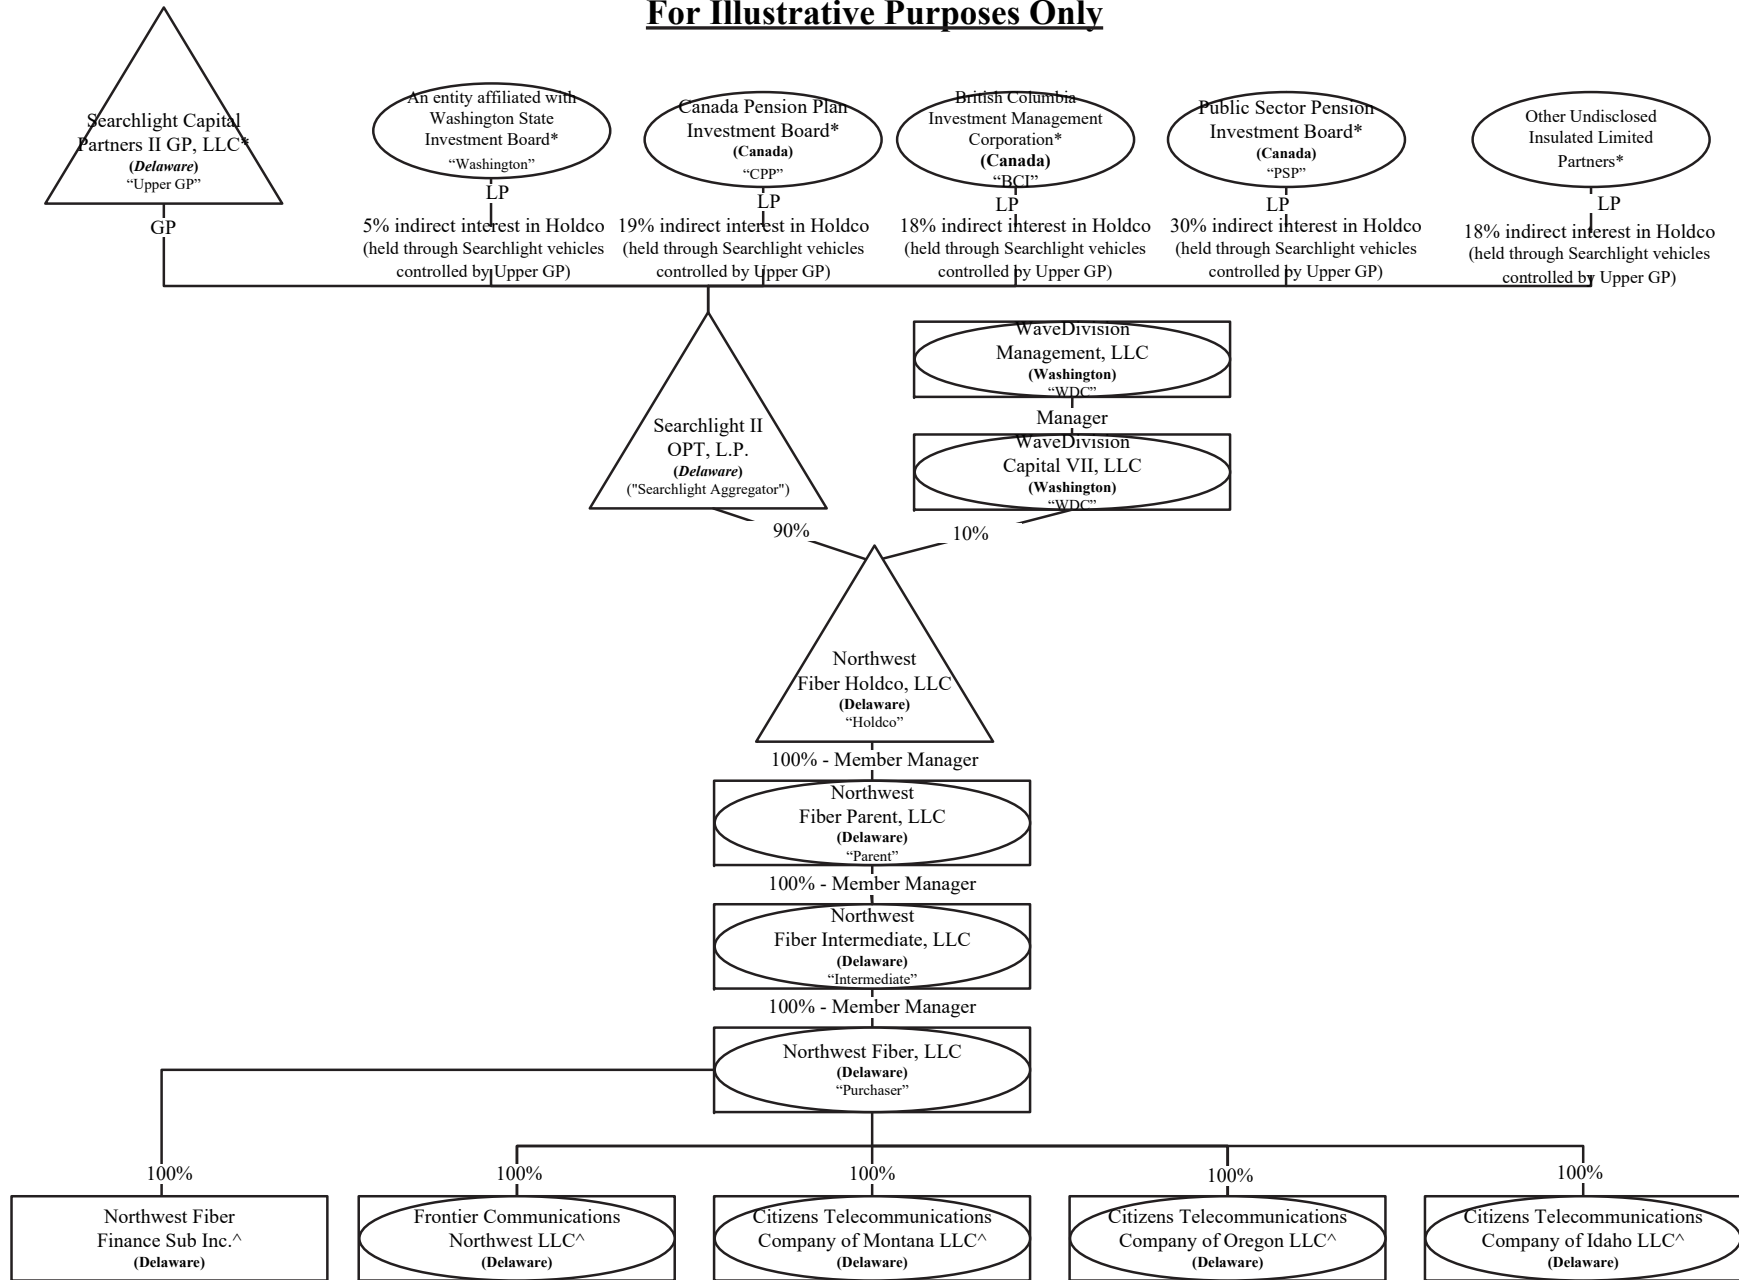 For Illustrative Purposes Only
Searchlight Capital
Partners II GP, LLC*
(Delaware)
“Upper GP”
GP
An entity affiliated with
Washington State
Investment Board*
“Washington”
LP
5% indirect interest in Holdco
(held through Searchlight vehicles
controlled by Upper GP)
Canada Pension Plan
Investment Board*
(Canada)
“CPP”
LP
19% indirect interest in Holdco
(held through Searchlight vehicles
controlled by Upper GP)
British Columbia
Investment Management
Corporation*
(Canada)
“BCI”
LP
18% indirect interest in Holdco
(held through Searchlight vehicles
controlled by Upper GP)
Public Sector Pension
Investment Board*
(Canada)
“PSP”
LP
30% indirect interest in Holdco
(held through Searchlight vehicles
controlled by Upper GP)
Other Undisclosed
Insulated Limited
Partners*
LP
18% indirect interest in Holdco
(held through Searchlight vehicles
controlled by Upper GP)
Searchlight II
OPT, L.P.
(Delaware)
("Searchlight Aggregator")
90%
WaveDivision
Management, LLC
(Washington)
“WDC”
Manager
WaveDivision
Capital VII, LLC
(Washington)
“WDC”
10%
Northwest
Fiber Holdco, LLC
(Delaware)
“Holdco”
100% - Member Manager
Northwest
Fiber Parent, LLC
(Delaware)
“Parent”
100% - Member Manager
Northwest
Fiber Intermediate, LLC
(Delaware)
“Intermediate”
100% - Member Manager
Northwest Fiber, LLC
(Delaware)
“Purchaser”
100%
Northwest Fiber
Finance Sub Inc.^
(Delaware)
100%
Frontier Communications
Northwest LLC^
(Delaware)
100%
Citizens Telecommunications
Company of Montana LLC^
(Delaware)
100%
Citizens Telecommunications
Company of Oregon LLC^
(Delaware)
100%
Citizens Telecommunications
Company of Idaho LLC^
(Delaware)